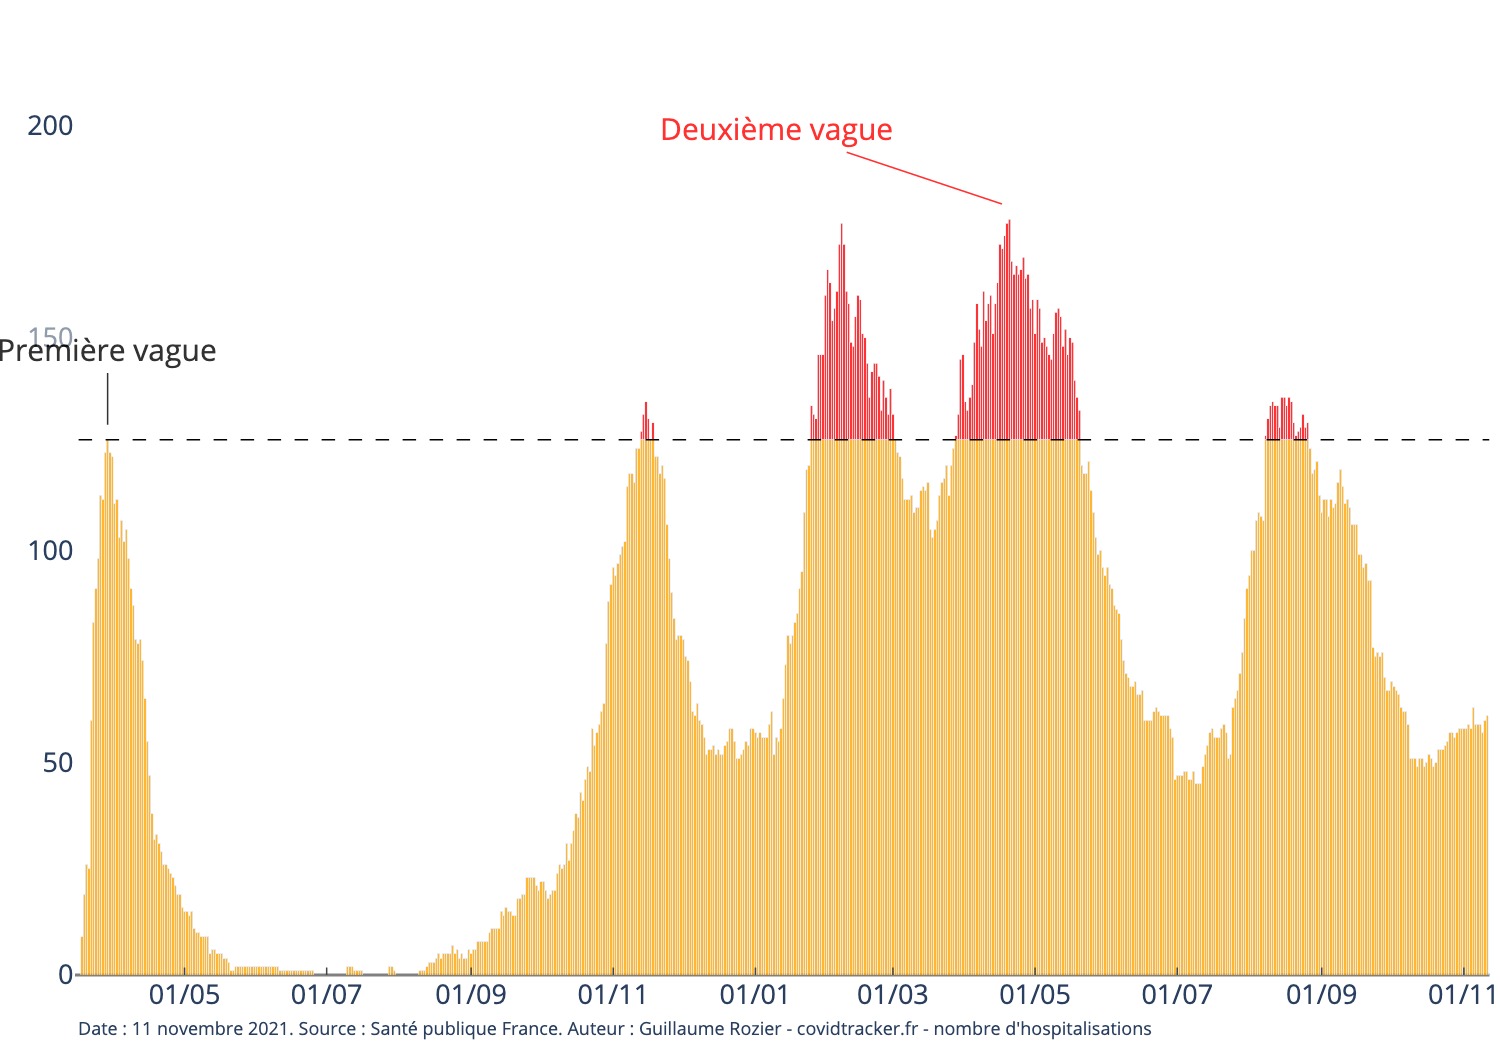 200
Deuxième vague
150
Première vague
100
50
0
01/05 01/07 01/09 01/11 01/01 01/03 01/05 01/07 01/09 01/11
Date : 11 novembre 2021. Source : Santé publique France. Auteur : Guillaume Rozier - covidtracker.fr - nombre d'hospitalisations